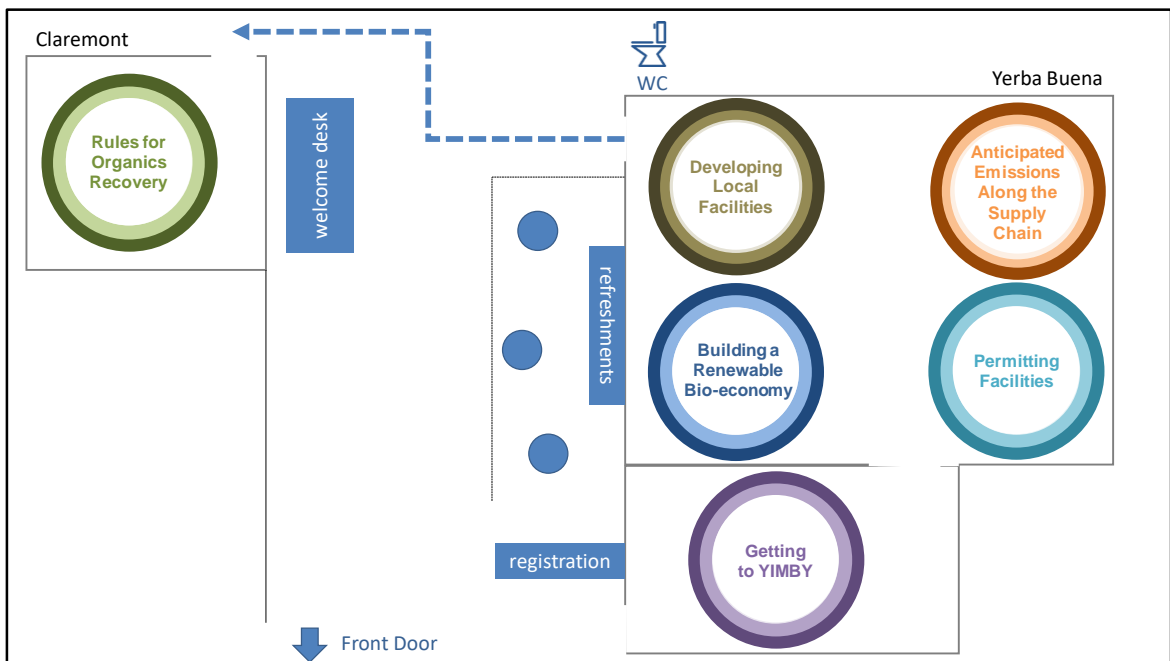 Claremont
WC
Yerba Buena
Rules for
Organics
Recovery
welcome desk
Developing
Local
Facilities
Anticipated
Emissions
Along the
Supply
Chain
refreshments
Building a
Renewable
Bio-economy
Permitting
Facilities
registration
Getting
to YIMBY
Front Door